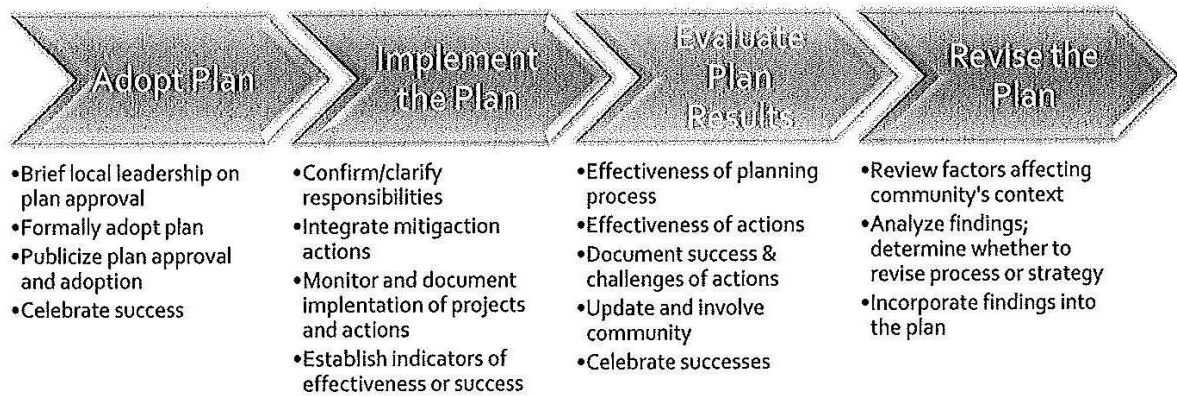 Adopt Plan
Implement
the Plan
Evaluate
Plan
Results
Revise the
Plan
•Brief local leadership on
plan approval
•Formally adopt plan
•Publicize plan approval
and adoption
•Celebrate success
•Confirm/clarify
responsibilities
•Integrate mitigaction
actions
•Monitor and document
implentation of projects
and actions
•Establish indicators of
effectiveness or success
•Effectiveness of planning
process
•Effectiveness of actions
•Document success &
challenges of actions
•Update and involve
community
•Celebrate successes
•Review factors affecting
community's context
•Analyze findings;
determine whether to
revise process or strategy
•Incorporate findings into
the plan